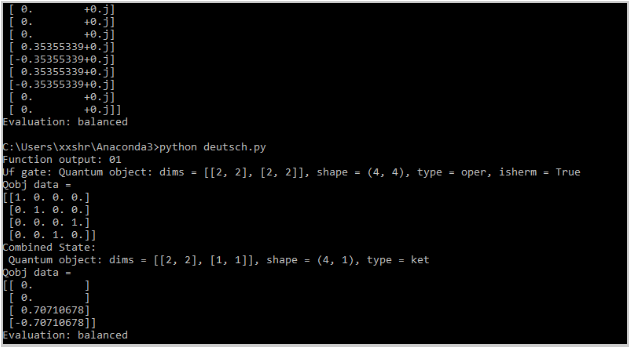 [ 0.        +0.j]
[ 0.        +0.j]
[ 0.        +0.j]
[ 0.35355339+0.j]
[-0.35355339+0.j]
[ 0.35355339+0.j]
[-0.35355339+0.j]
[ 0.        +0.j]
[ 0.        +0.j]]
Evaluation: balanced
C:\Users\xxshr\Anaconda3>python deutsch.py
Function output: 01
Uf gate: Quantum object: dims = [[2, 2], [2, 2]], shape = (4, 4), type = oper, isherm = True
Qobj data =
[[1. 0. 0. 0.]
[0. 1. 0. 0.]
[0. 0. 0. 1.]
[0. 0. 1. 0.]]
Combined State:
Quantum object: dims = [[2, 2], [1, 1]], shape = (4, 1), type = ket
Qobj data =
[[ 0.        ]
[ 0.        ]
[ 0.70710678]
[-0.70710678]]
Evaluation: balanced